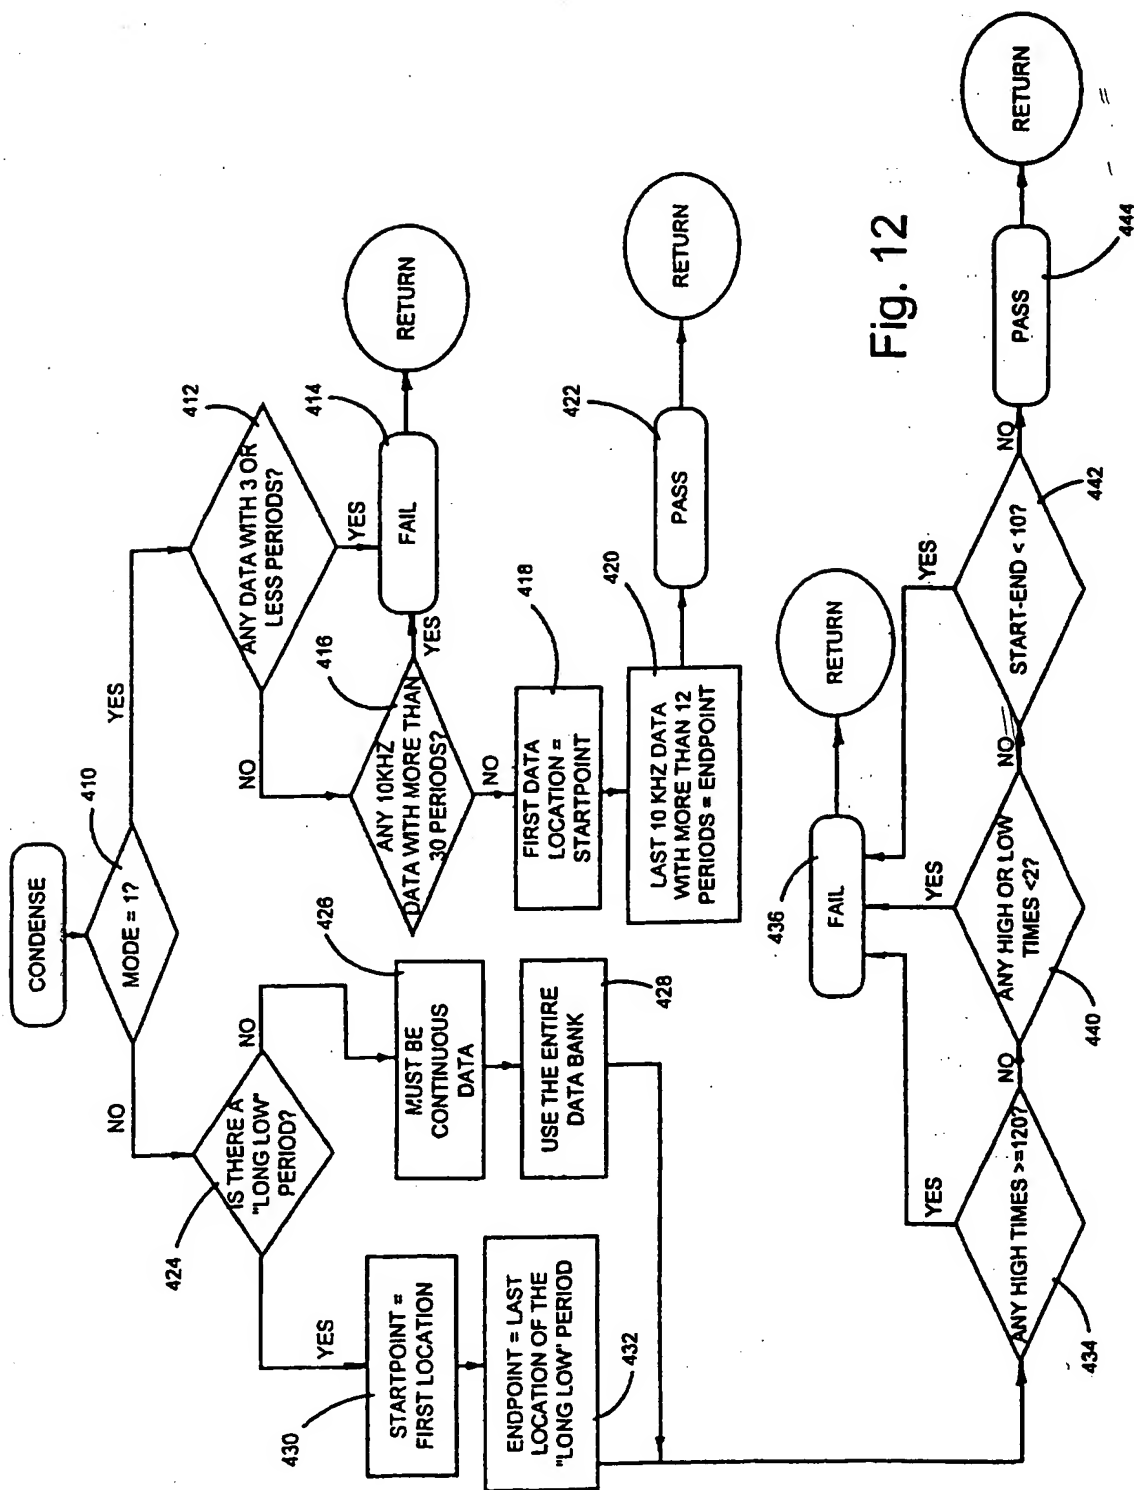 CONDENSE
410
MODE = 1?
YES
NO
412
ANY DATA WITH 3 OR
LESS PERIODS?
YES
NO
414
FAIL
RETURN
416
ANY 10KHZ
DATA WITH MORE THAN
30 PERIODS?
YES
NO
418
FIRST DATA
LOCATION =
STARTPOINT
420
LAST 10 KHZ DATA
WITH MORE THAN 12
PERIODS = ENDPOINT
422
PASS
RETURN
424
IS THERE A
"LONG LOW"
PERIOD?
NO
YES
426
MUST BE
CONTINUOUS
DATA
428
USE THE ENTIRE
DATA BANK
430
STARTPOINT =
FIRST LOCATION
432
ENDPOINT = LAST
LOCATION OF THE
"LONG LOW" PERIOD
434
ANY HIGH TIMES >=120?
YES
NO
436
FAIL
RETURN
440
ANY HIGH OR LOW
TIMES <2?
YES
NO
442
START-END < 10?
YES
NO
444
PASS
RETURN
Fig. 12